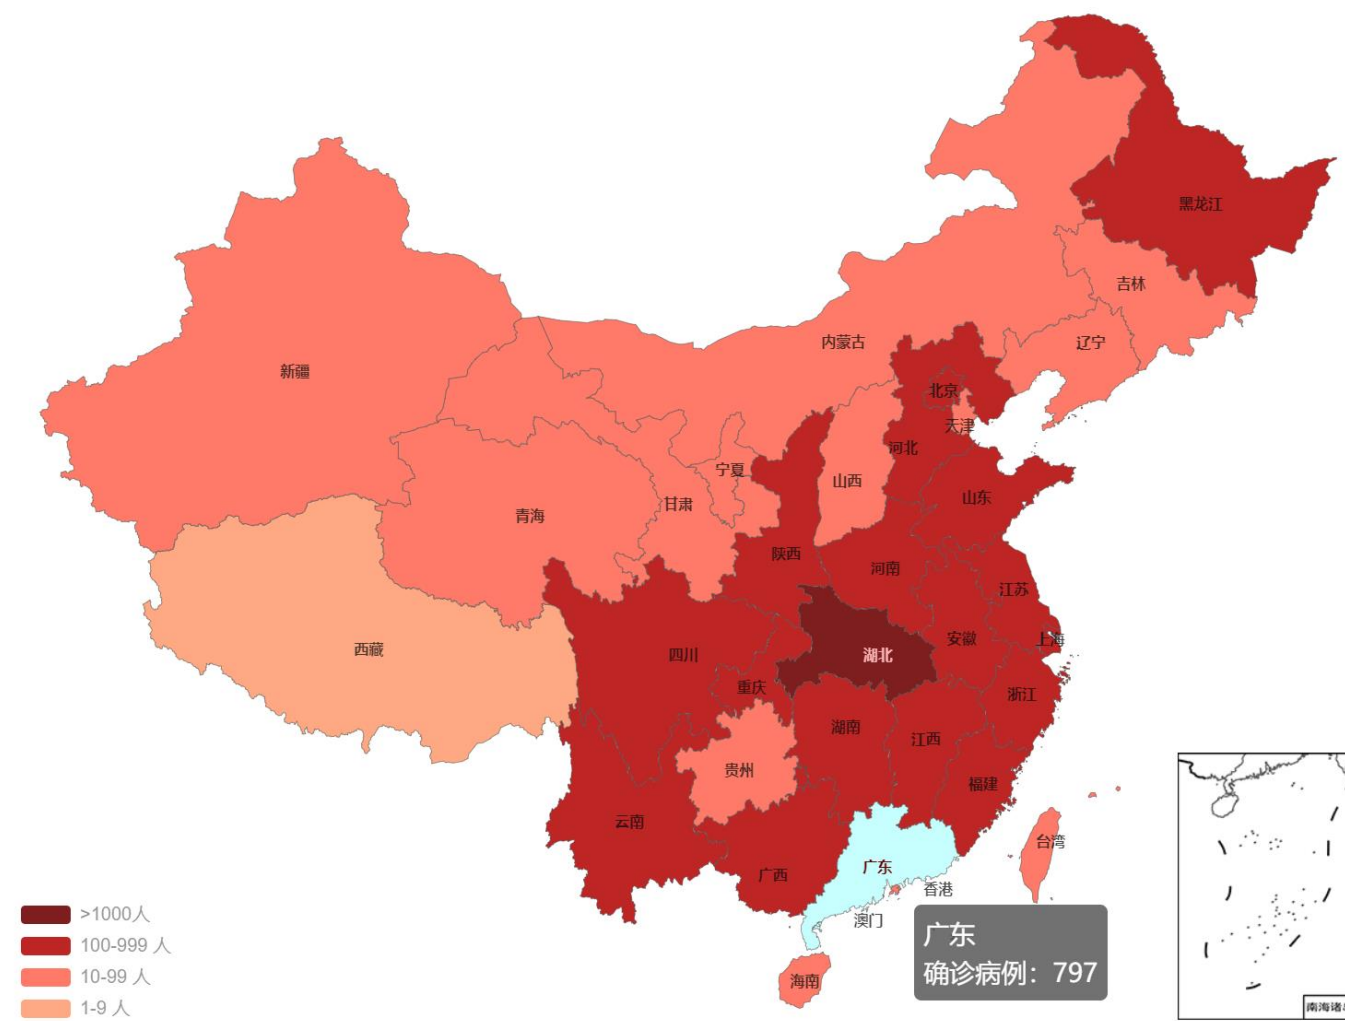 黑龙江
吉林
辽宁
内蒙古
新疆
北京
天津
河北
宁夏
山西
山东
甘肃
青海
陕西
河南
江苏
上海
安徽
西藏
四川
湖北
重庆
浙江
湖南
江西
贵州
福建
云南
台湾
广西
广东
香港
澳门
海南
广东
确诊病例：797
>1000人
100-999 人
10-99 人
1-9 人
南海诸